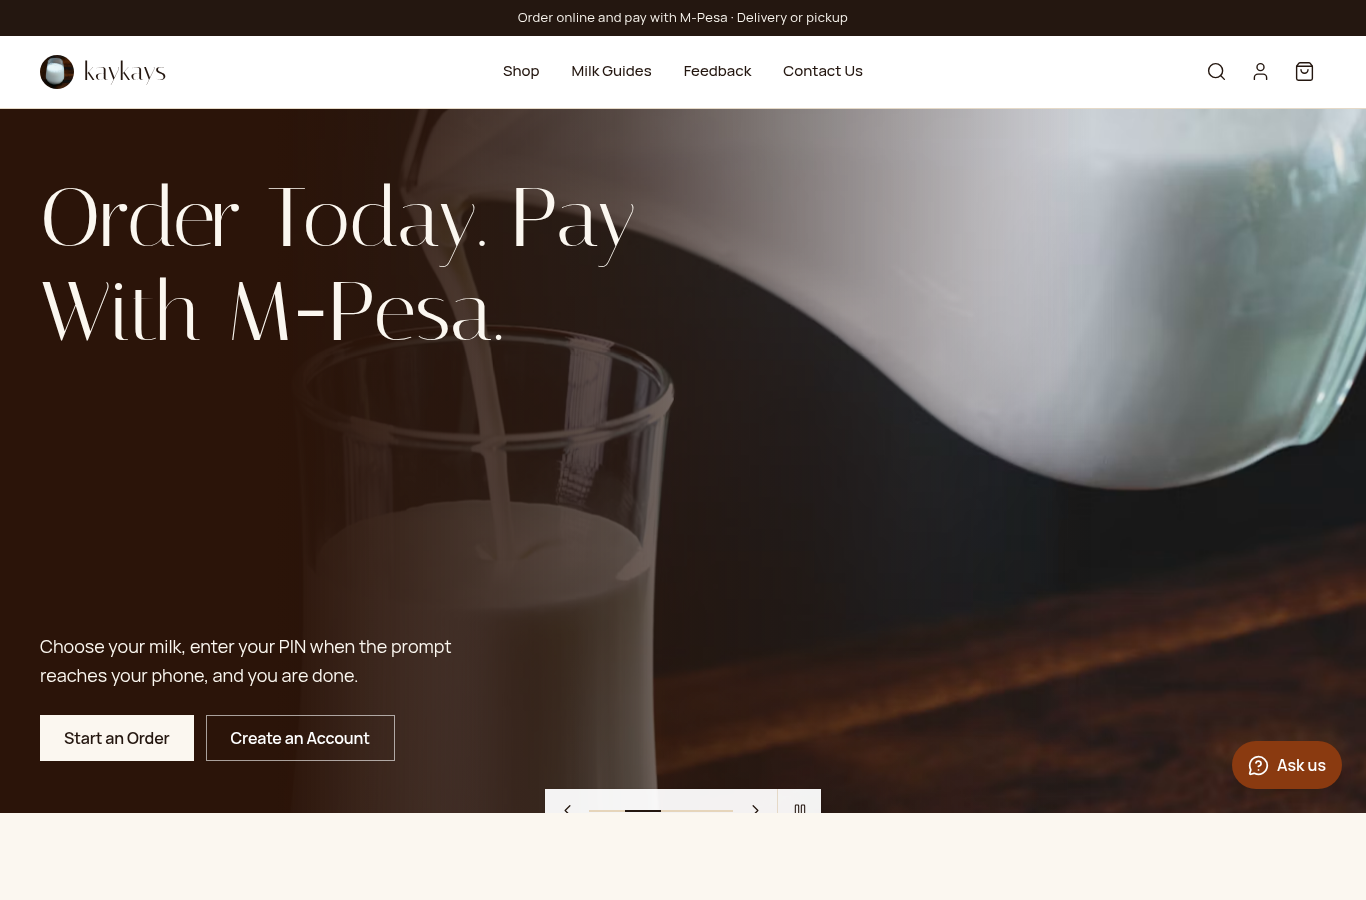 Order online and pay with M-Pesa · Delivery or pickup
kaykays
Shop
Milk Guides
Feedback
Contact Us
Order Today. Pay
With M-Pesa.
Choose your milk, enter your PIN when the prompt
reaches your phone, and you are done.
Start an Order
Create an Account
Ask us